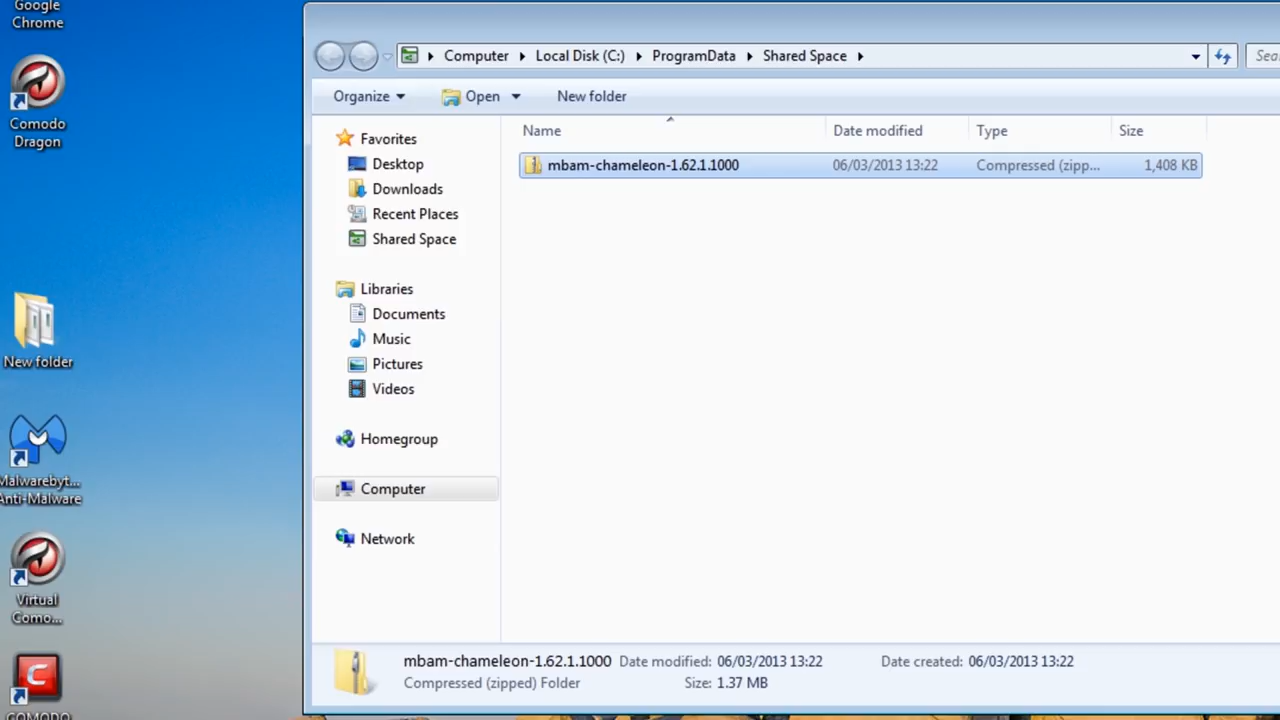 Google
Chrome
Comodo
Dragon
New folder
Malwarebyt...
Anti-Malware
Virtual
Como...
COMODO
Computer
Local Disk (C:)
ProgramData
Shared Space
Sea
Organize
Open
New folder
Name
Date modified
Type
Size
mbam-chameleon-1.62.1.1000
06/03/2013 13:22
Compressed (zipp...
1,408 KB
Favorites
Desktop
Downloads
Recent Places
Shared Space
Libraries
Documents
Music
Pictures
Videos
Homegroup
Computer
Network
mbam-chameleon-1.62.1.1000 Date modified: 06/03/2013 13:22 Date created: 06/03/2013 13:22
Compressed (zipped) Folder Size: 1.37 MB